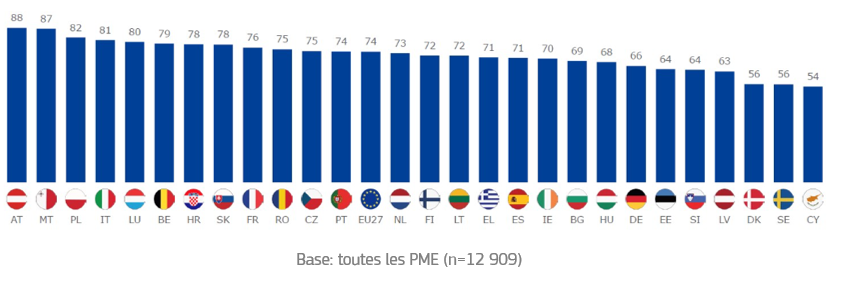 88 87 82 81 80 79 78 78 76 75 75 74 74 73 72 72 71 71 70 69 68 66 64 64 63 56 56 54
AT MT PL IT LU BE HR SK FR RO CZ PT EU27 NL FI LT EL ES IE BG HU DE EE SI LV DK SE CY
Base: toutes les PME (n=12 909)